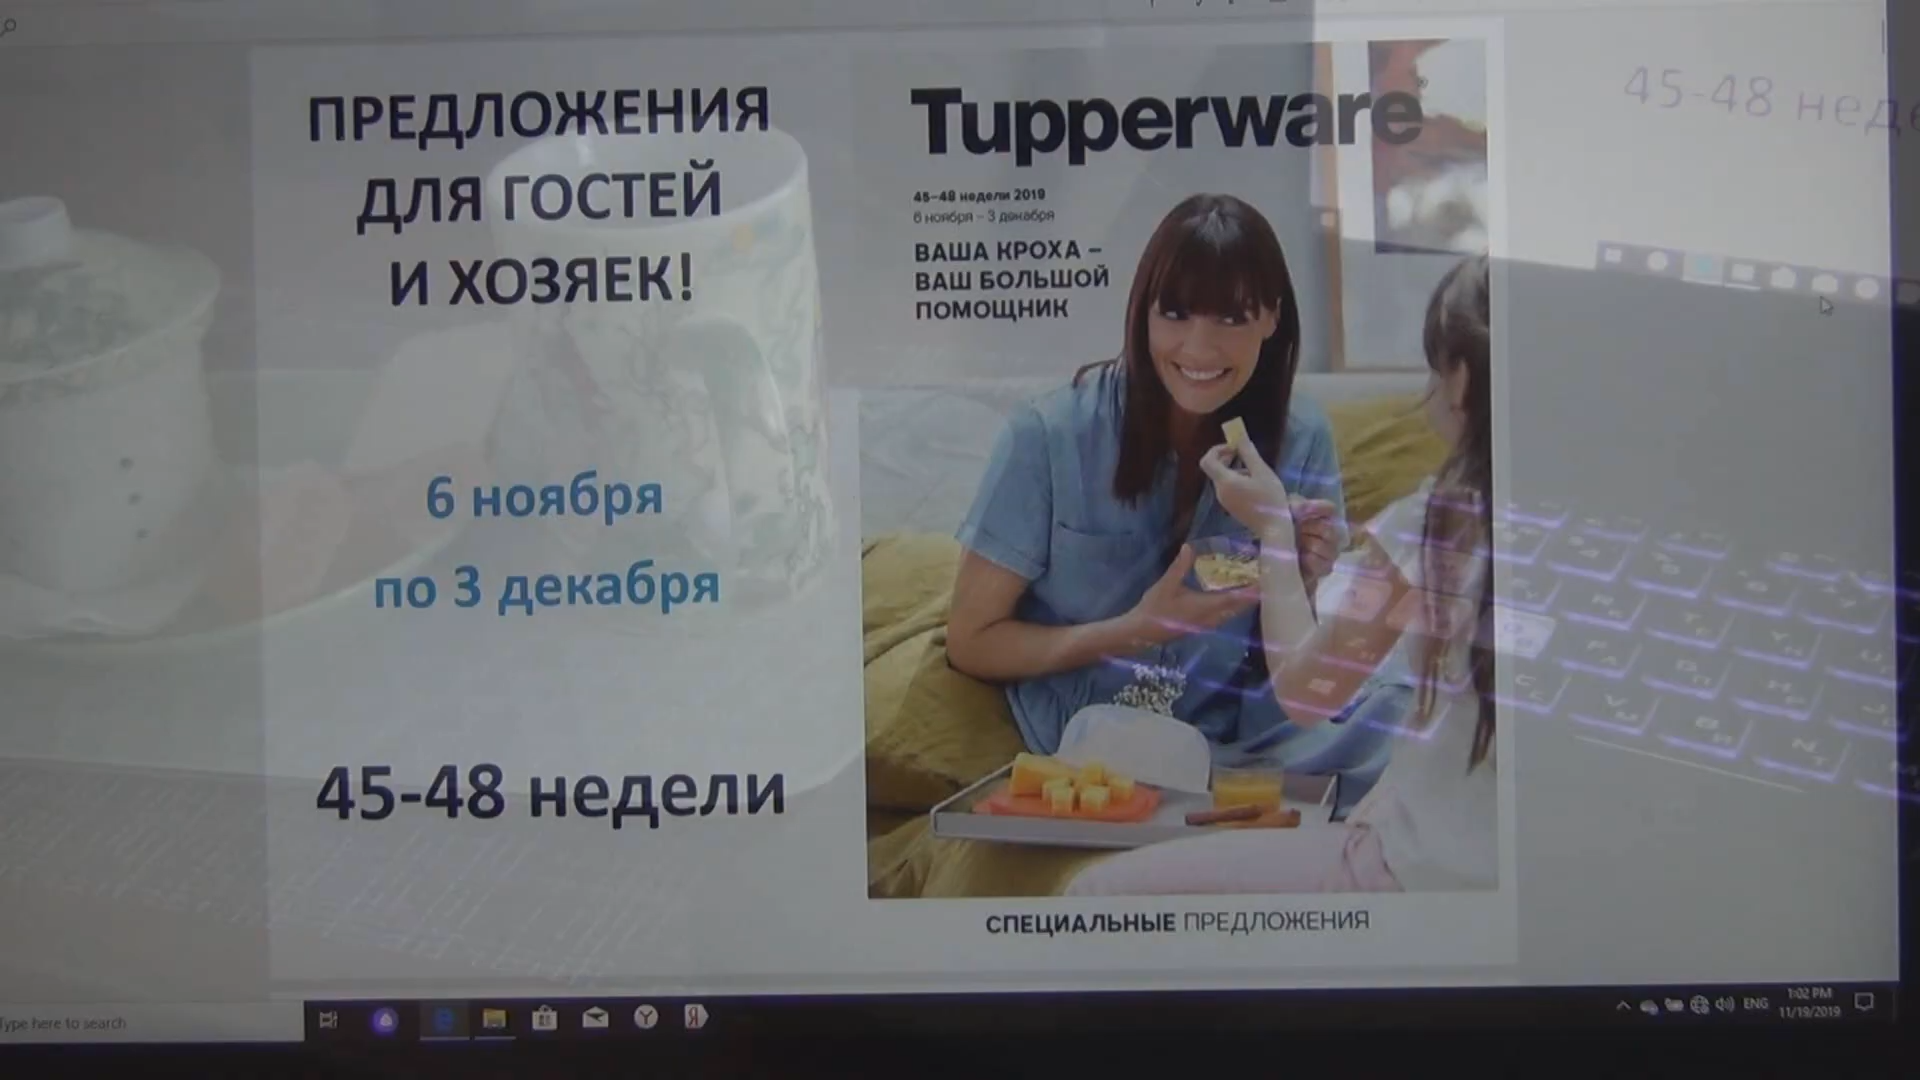 ПРЕДЛОЖЕНИЯ
ДЛЯ ГОСТЕЙ
И ХОЗЯЕК!
6 ноября
по 3 декабря
45-48 недели
Tupperware
45–48 недели 2019
6 ноября – 3 декабря
ВАША КРОХА –
ВАШ БОЛЬШОЙ
ПОМОЩНИК
СПЕЦИАЛЬНЫЕ ПРЕДЛОЖЕНИЯ
45-48 неде
Type here to search
ENG
1:02 PM
11/19/2019